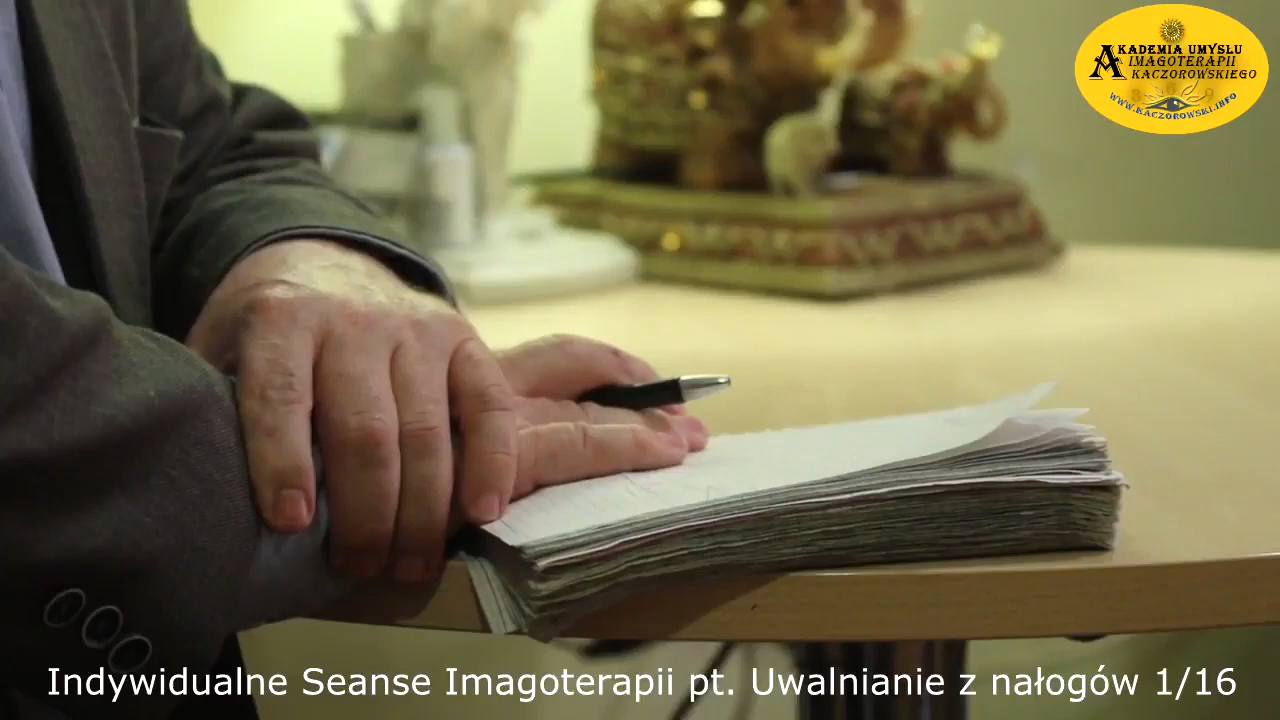 AKADEMIA UMYSŁU
IMAGOTERAPII
KACZOROWSKIEGO
WWW.KACZOROWSKI.INFO
Indywidualne Seanse Imagoterapii pt. Uwalnianie z nałogów 1/16